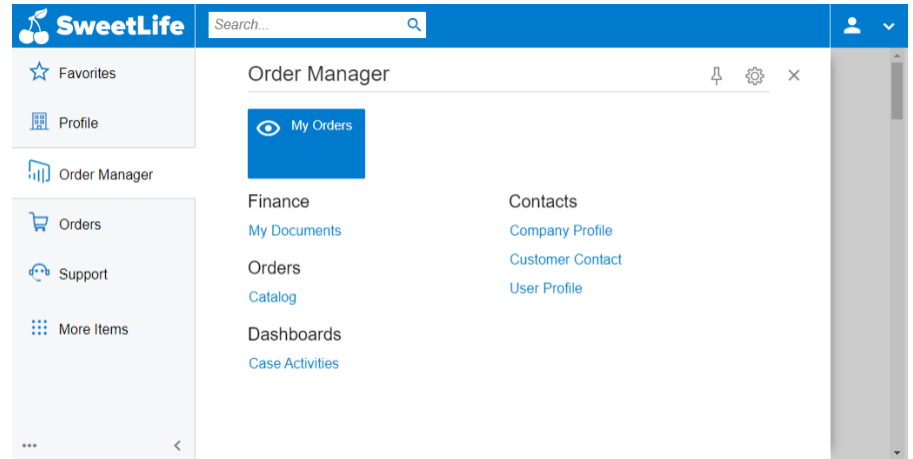 SweetLife
Search...
Favorites
Profile
Order Manager
Orders
Support
More Items
Order Manager
My Orders
Finance
My Documents
Orders
Catalog
Dashboards
Case Activities
Contacts
Company Profile
Customer Contact
User Profile